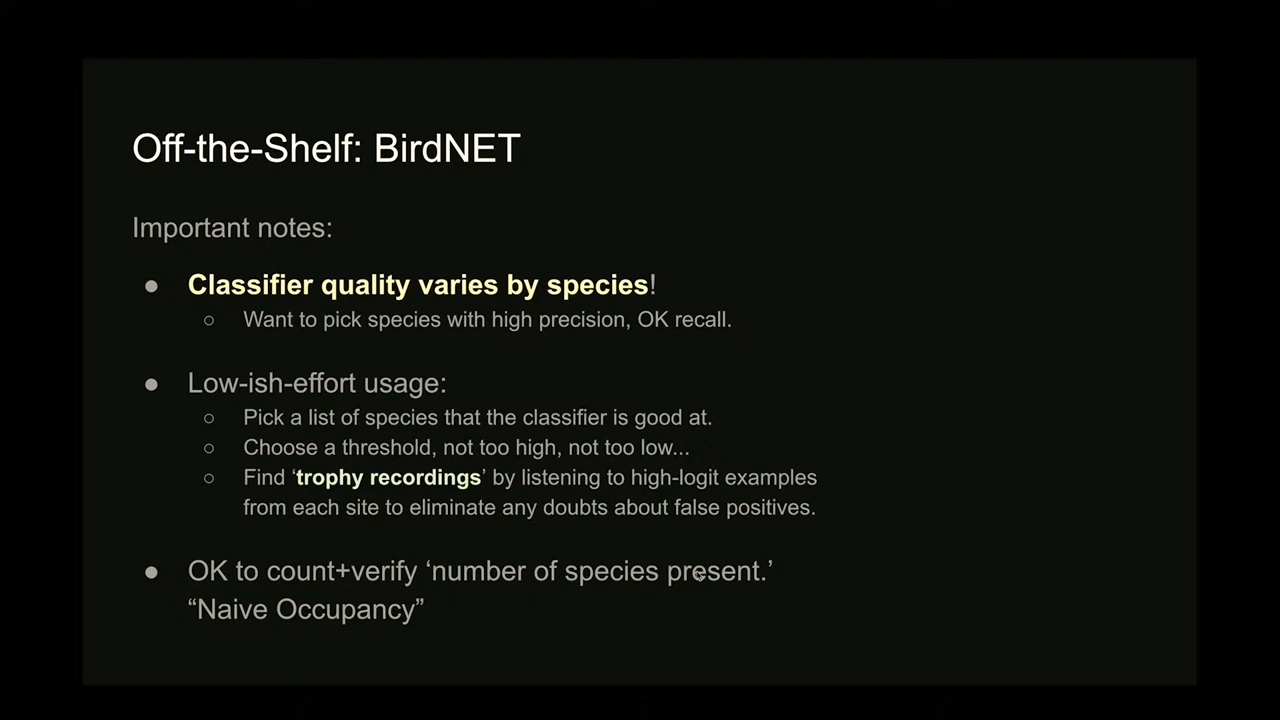 Off-the-Shelf: BirdNET
Important notes:
● Classifier quality varies by species!
○ Want to pick species with high precision, OK recall.
● Low-ish-effort usage:
○ Pick a list of species that the classifier is good at.
○ Choose a threshold, not too high, not too low...
○ Find ‘trophy recordings’ by listening to high-logit examples
from each site to eliminate any doubts about false positives.
● OK to count+verify ‘number of species present.’
“Naive Occupancy”